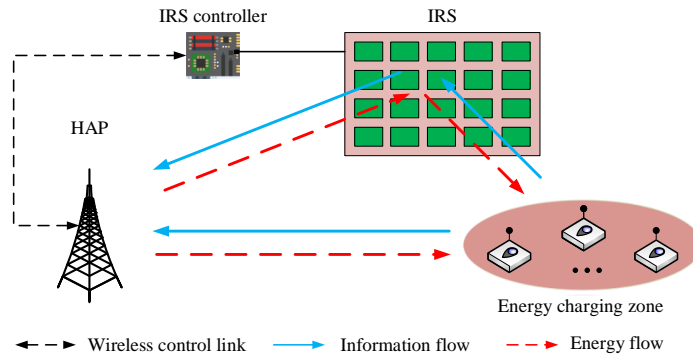 IRS controller
IRS
HAP
Energy charging zone
Wireless control link
Information flow
Energy flow